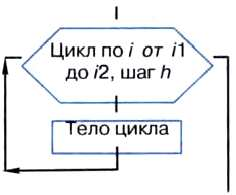 Цикл по i от i1
до i2, шаг h
Тело цикла